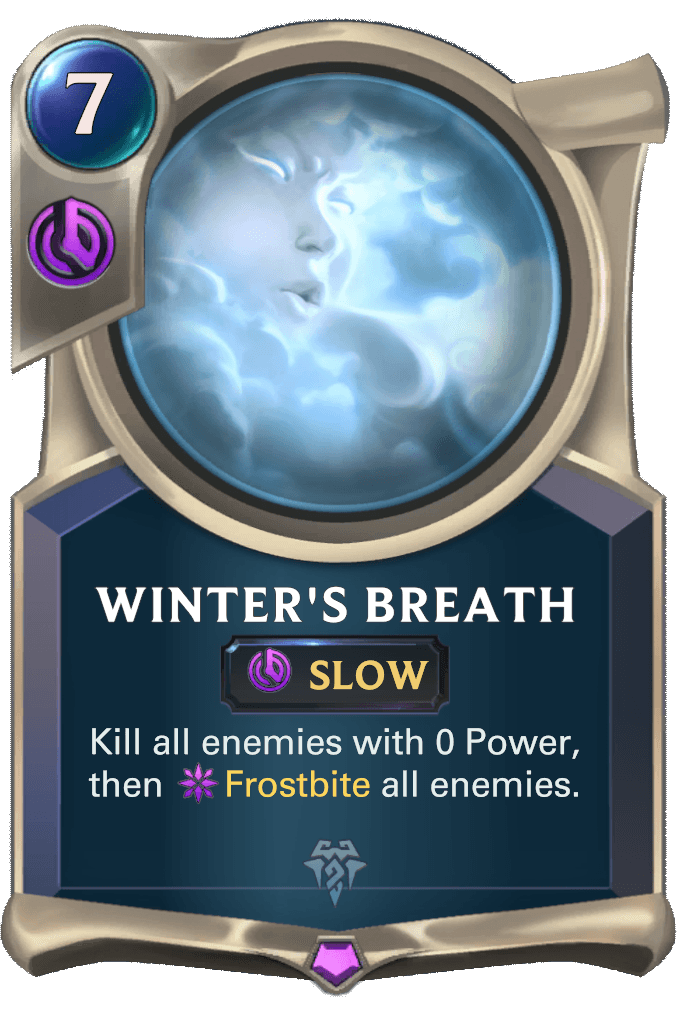 7
WINTER'S BREATH
SLOW
Kill all enemies with 0 Power,
then Frostbite all enemies.